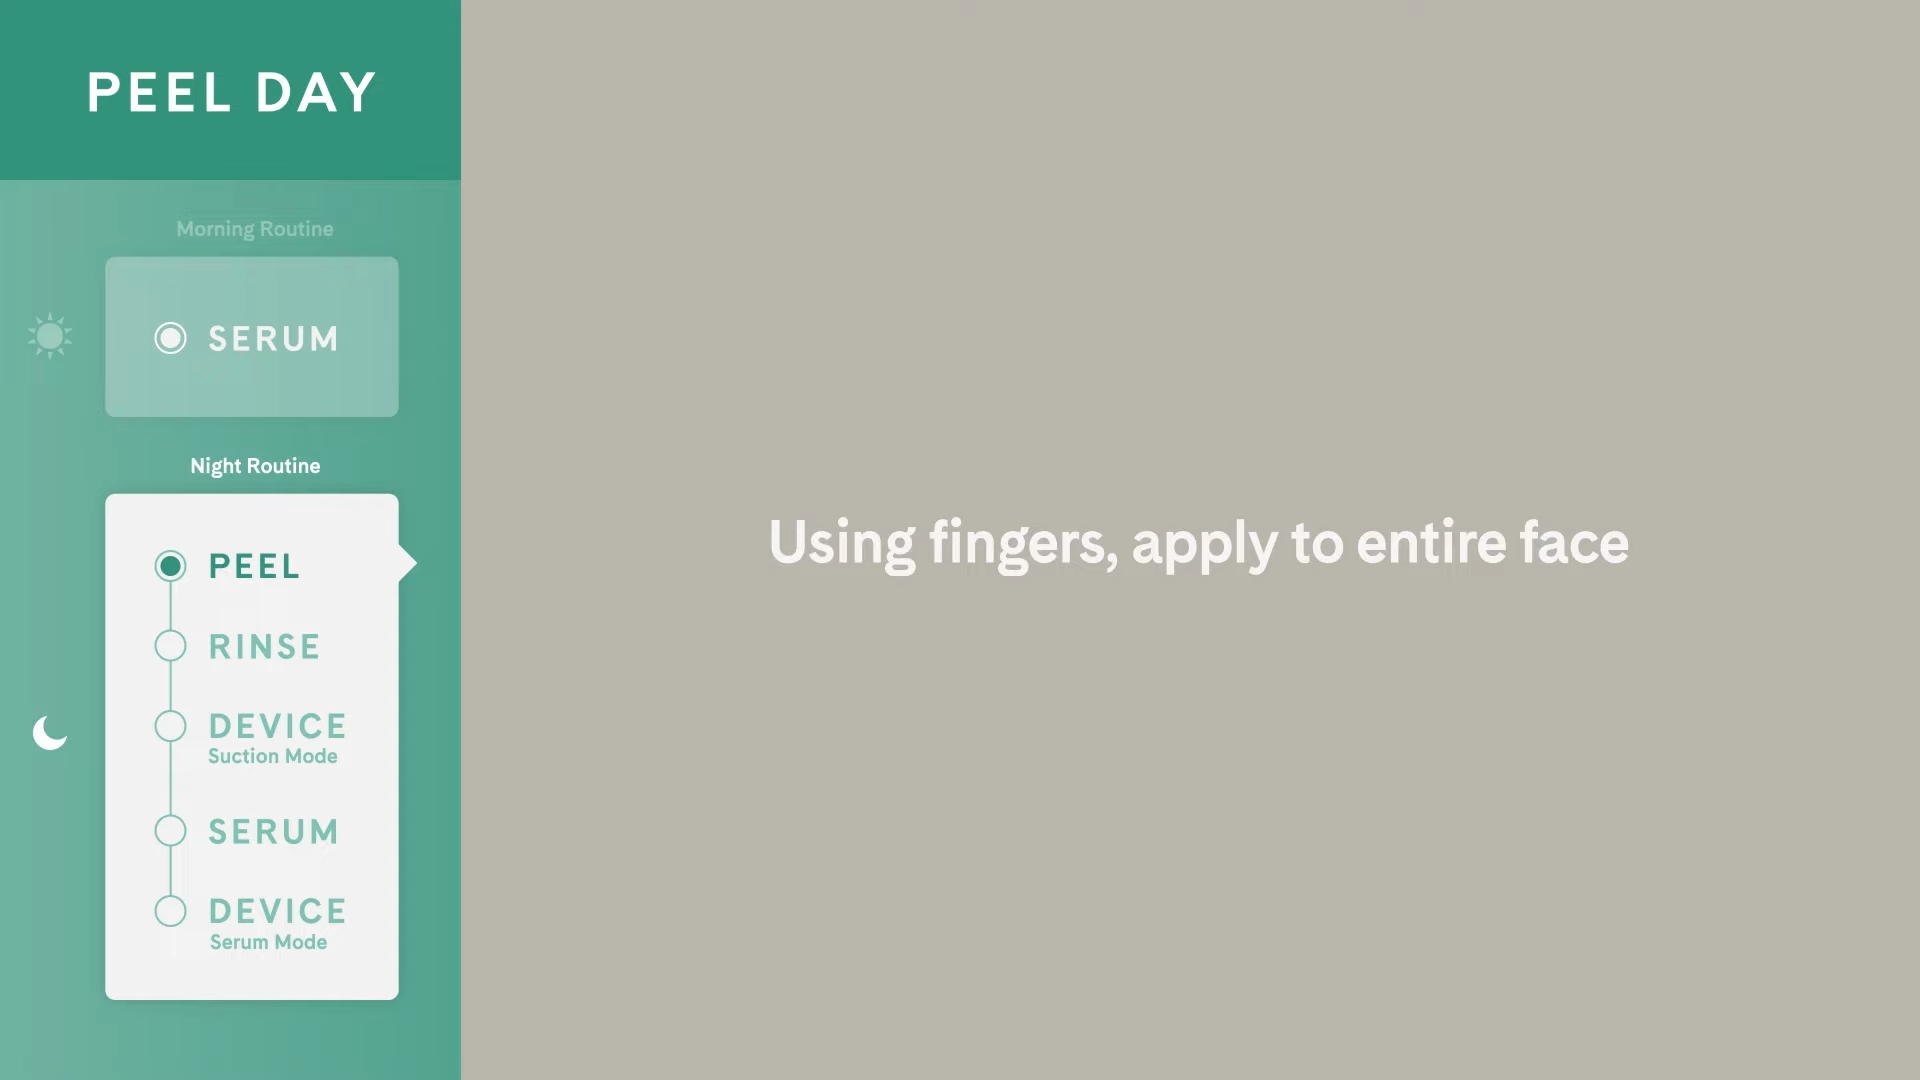 PEEL DAY
Morning Routine
SERUM
Night Routine
PEEL
RINSE
DEVICE
Suction Mode
SERUM
DEVICE
Serum Mode
Using fingers, apply to entire face